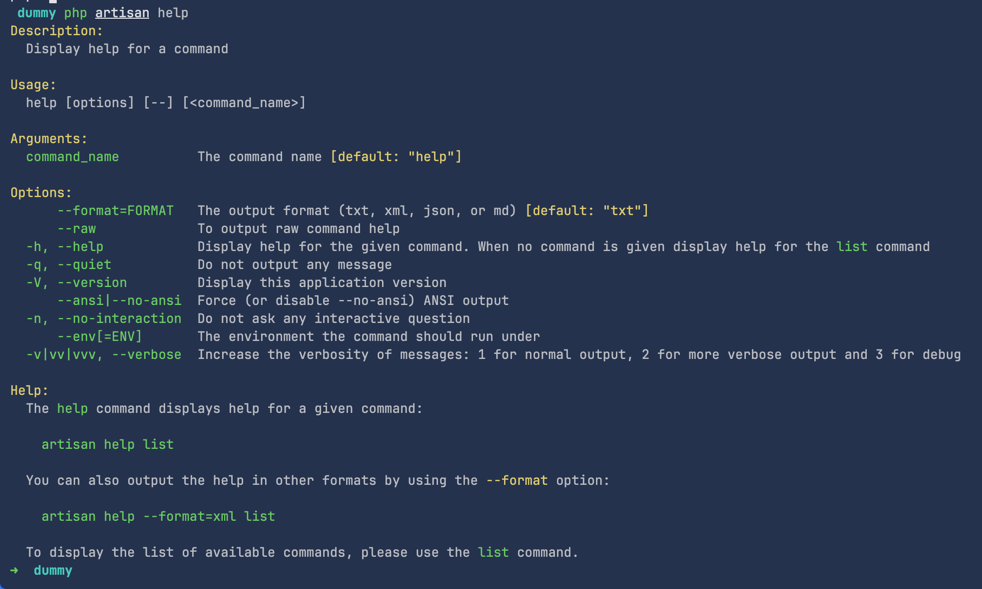 dummy php artisan help
Description:
  Display help for a command

Usage:
  help [options] [--] [<command_name>]

Arguments:
  command_name          The command name [default: "help"]

Options:
      --format=FORMAT   The output format (txt, xml, json, or md) [default: "txt"]
      --raw             To output raw command help
  -h, --help            Display help for the given command. When no command is given display help for the list command
  -q, --quiet           Do not output any message
  -V, --version         Display this application version
      --ansi|--no-ansi  Force (or disable --no-ansi) ANSI output
  -n, --no-interaction  Do not ask any interactive question
      --env[=ENV]       The environment the command should run under
  -v|vv|vvv, --verbose  Increase the verbosity of messages: 1 for normal output, 2 for more verbose output and 3 for debug

Help:
  The help command displays help for a given command:

    artisan help list

  You can also output the help in other formats by using the --format option:

    artisan help --format=xml list

  To display the list of available commands, please use the list command.
→  dummy